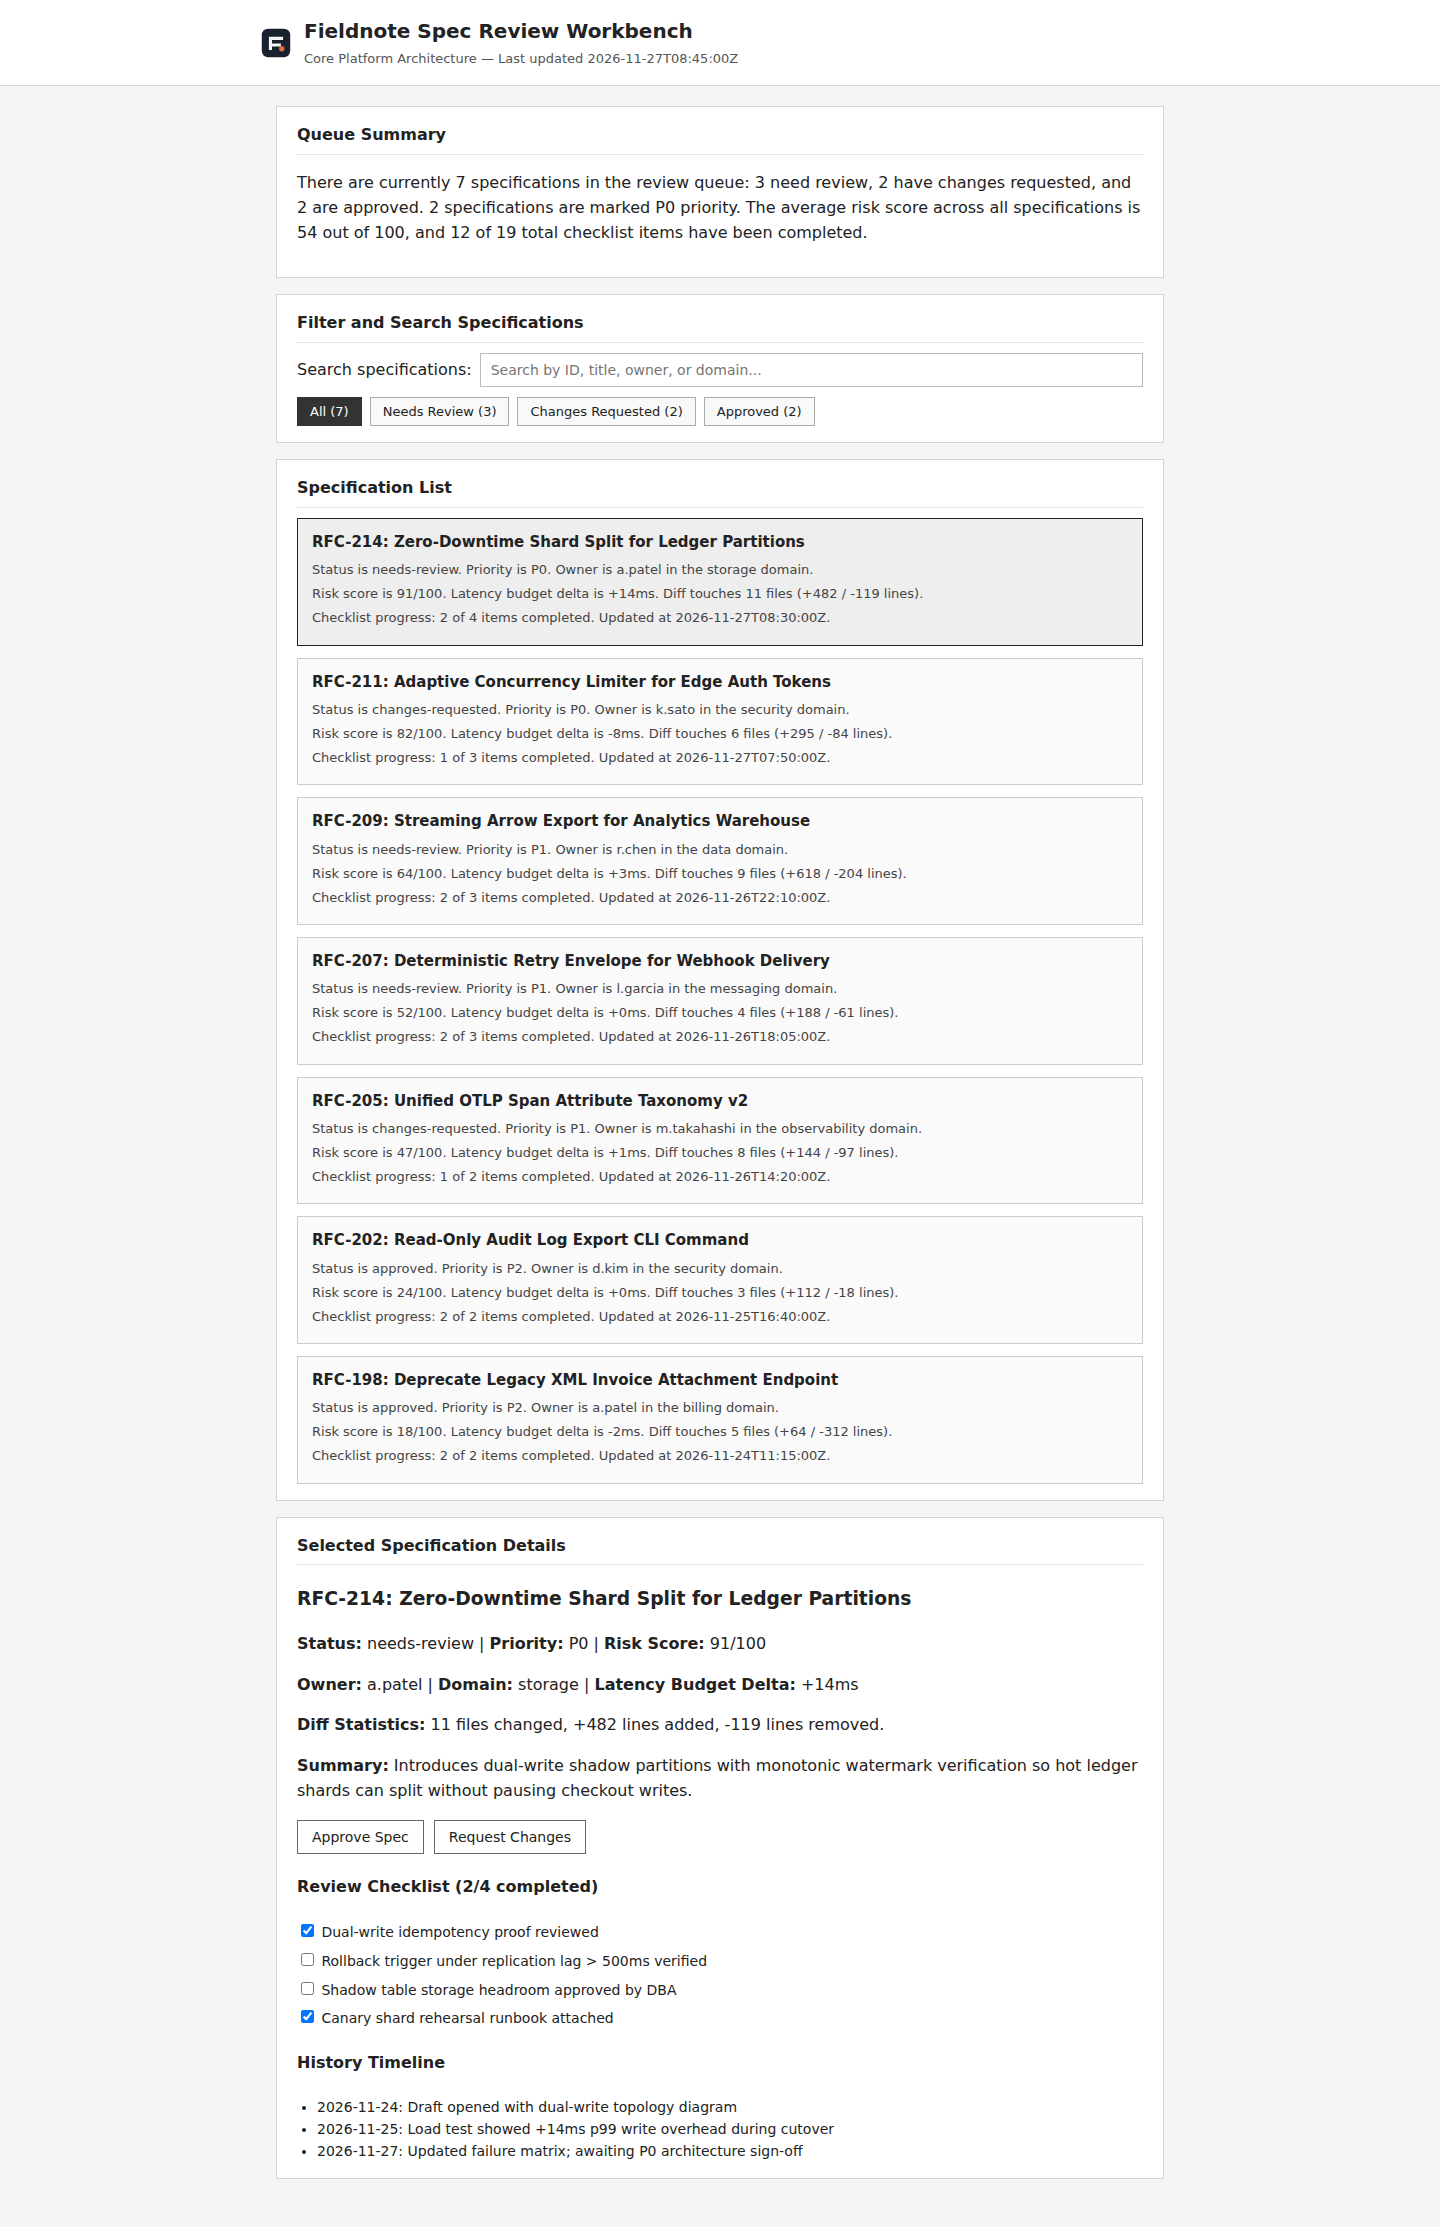 Fieldnote Spec Review Workbench
Core Platform Architecture — Last updated 2026-11-27T08:45:00Z
Queue Summary
There are currently 7 specifications in the review queue: 3 need review, 2 have changes requested, and
2 are approved. 2 specifications are marked P0 priority. The average risk score across all specifications is
54 out of 100, and 12 of 19 total checklist items have been completed.
Filter and Search Specifications
Search specifications: Search by ID, title, owner, or domain...
All (7) Needs Review (3) Changes Requested (2) Approved (2)
Specification List
RFC-214: Zero-Downtime Shard Split for Ledger Partitions
Status is needs-review. Priority is P0. Owner is a.patel in the storage domain.
Risk score is 91/100. Latency budget delta is +14ms. Diff touches 11 files (+482 / -119 lines).
Checklist progress: 2 of 4 items completed. Updated at 2026-11-27T08:30:00Z.
RFC-211: Adaptive Concurrency Limiter for Edge Auth Tokens
Status is changes-requested. Priority is P0. Owner is k.sato in the security domain.
Risk score is 82/100. Latency budget delta is -8ms. Diff touches 6 files (+295 / -84 lines).
Checklist progress: 1 of 3 items completed. Updated at 2026-11-27T07:50:00Z.
RFC-209: Streaming Arrow Export for Analytics Warehouse
Status is needs-review. Priority is P1. Owner is r.chen in the data domain.
Risk score is 64/100. Latency budget delta is +3ms. Diff touches 9 files (+618 / -204 lines).
Checklist progress: 2 of 3 items completed. Updated at 2026-11-26T22:10:00Z.
RFC-207: Deterministic Retry Envelope for Webhook Delivery
Status is needs-review. Priority is P1. Owner is l.garcia in the messaging domain.
Risk score is 52/100. Latency budget delta is +0ms. Diff touches 4 files (+188 / -61 lines).
Checklist progress: 2 of 3 items completed. Updated at 2026-11-26T18:05:00Z.
RFC-205: Unified OTLP Span Attribute Taxonomy v2
Status is changes-requested. Priority is P1. Owner is m.takahashi in the observability domain.
Risk score is 47/100. Latency budget delta is +1ms. Diff touches 8 files (+144 / -97 lines).
Checklist progress: 1 of 2 items completed. Updated at 2026-11-26T14:20:00Z.
RFC-202: Read-Only Audit Log Export CLI Command
Status is approved. Priority is P2. Owner is d.kim in the security domain.
Risk score is 24/100. Latency budget delta is +0ms. Diff touches 3 files (+112 / -18 lines).
Checklist progress: 2 of 2 items completed. Updated at 2026-11-25T16:40:00Z.
RFC-198: Deprecate Legacy XML Invoice Attachment Endpoint
Status is approved. Priority is P2. Owner is a.patel in the billing domain.
Risk score is 18/100. Latency budget delta is -2ms. Diff touches 5 files (+64 / -312 lines).
Checklist progress: 2 of 2 items completed. Updated at 2026-11-24T11:15:00Z.
Selected Specification Details
RFC-214: Zero-Downtime Shard Split for Ledger Partitions
Status: needs-review | Priority: P0 | Risk Score: 91/100
Owner: a.patel | Domain: storage | Latency Budget Delta: +14ms
Diff Statistics: 11 files changed, +482 lines added, -119 lines removed.
Summary: Introduces dual-write shadow partitions with monotonic watermark verification so hot ledger
shards can split without pausing checkout writes.
Approve Spec Request Changes
Review Checklist (2/4 completed)
Dual-write idempotency proof reviewed
Rollback trigger under replication lag > 500ms verified
Shadow table storage headroom approved by DBA
Canary shard rehearsal runbook attached
History Timeline
• 2026-11-24: Draft opened with dual-write topology diagram
• 2026-11-25: Load test showed +14ms p99 write overhead during cutover
• 2026-11-27: Updated failure matrix; awaiting P0 architecture sign-off